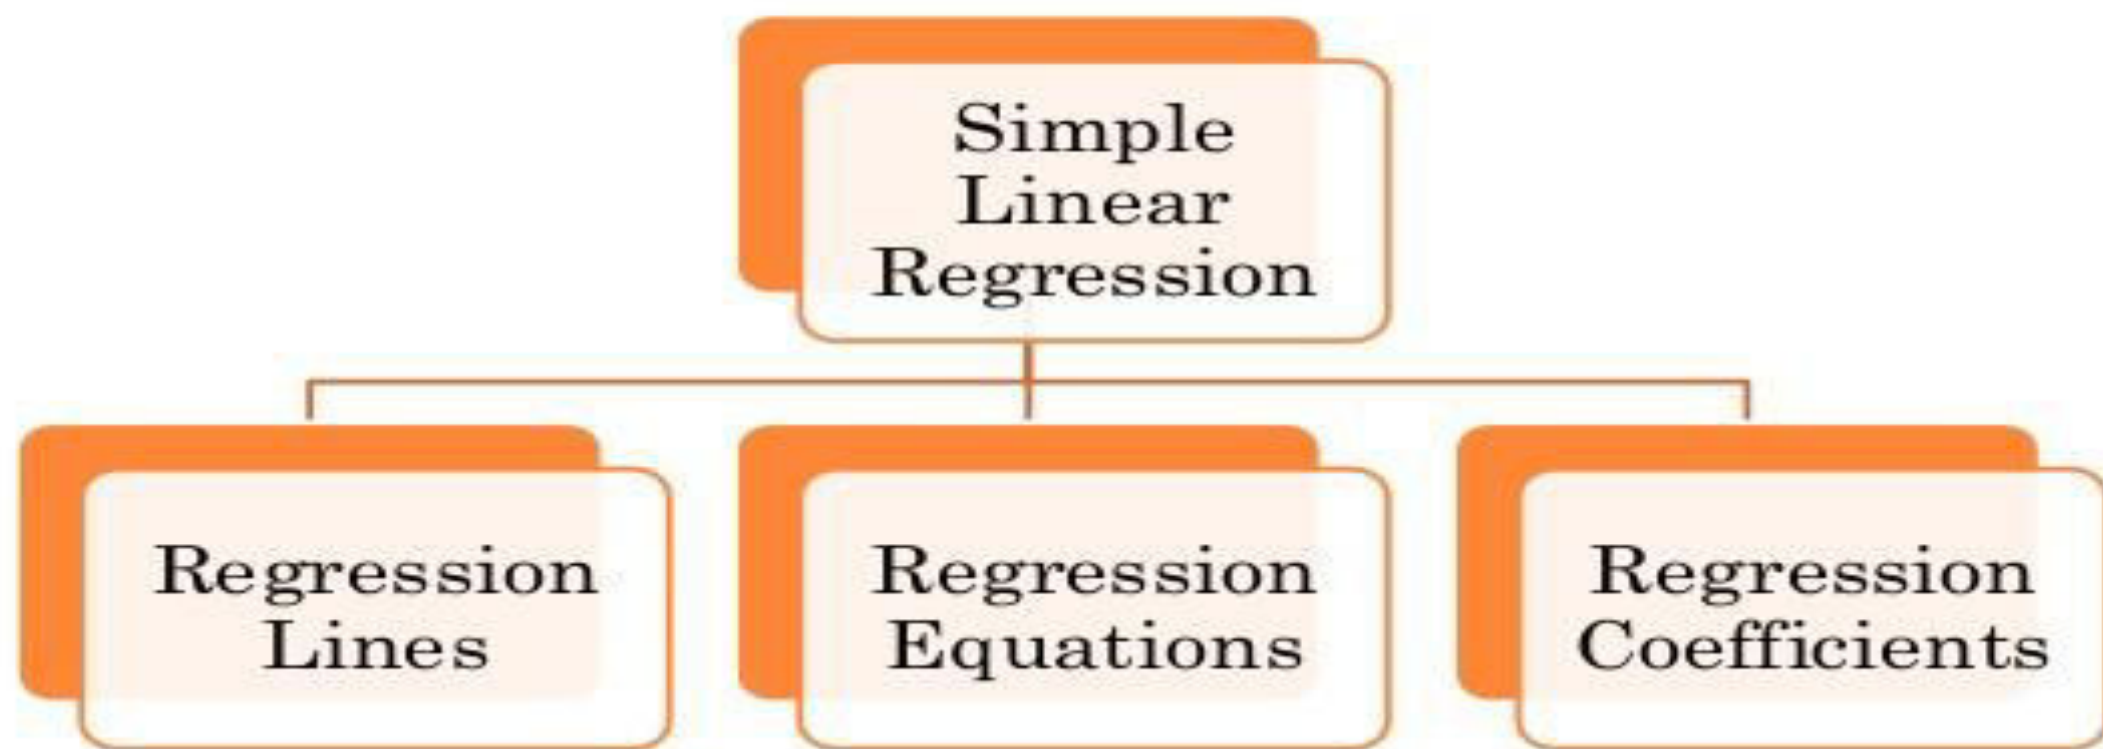 Simple
Linear
Regression
Regression
Lines
Regression
Equations
Regression
Coefficients